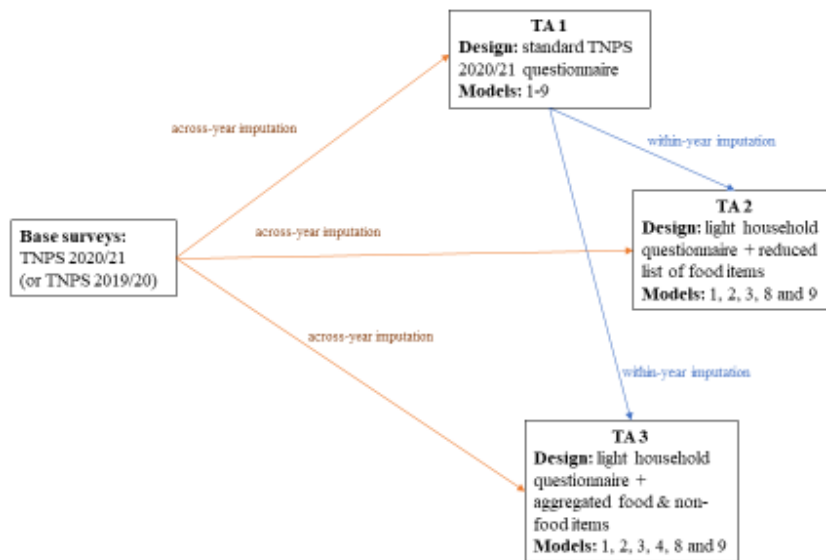 TA 1
Design: standard TNPS
2020/21 questionnaire
Models: 1-9
across-year imputation
within-year imputation
TA 2
Design: light household
questionnaire + reduced
list of food items
Models: 1, 2, 3, 8 and 9
Base surveys:
TNPS 2020/21
(or TNPS 2019/20)
across-year imputation
across-year imputation
within-year imputation
TA 3
Design: light household
questionnaire +
aggregated food & non-
food items
Models: 1, 2, 3, 4, 8 and 9